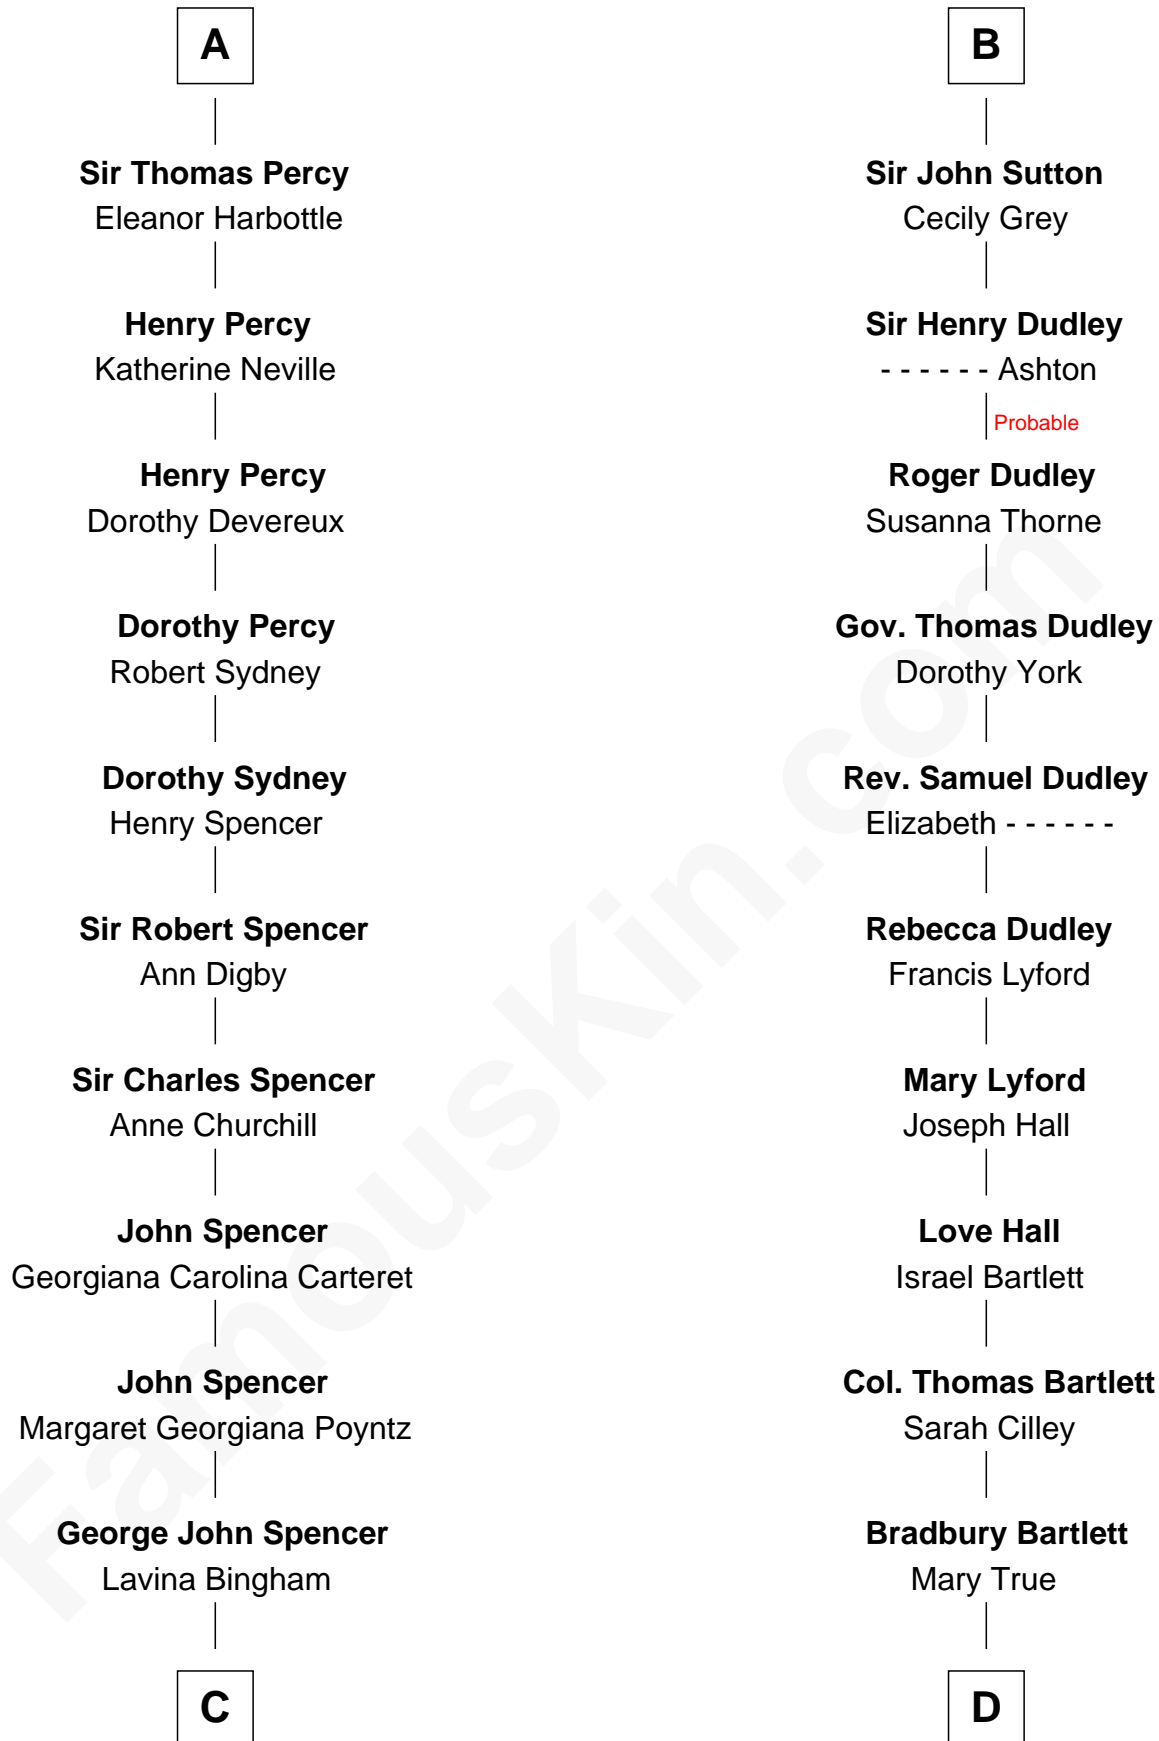 A
Sir Thomas Percy
Eleanor Harbottle
Henry Percy
Katherine Neville
Henry Percy
Dorothy Devereux
Dorothy Percy
Robert Sydney
Dorothy Sydney
Henry Spencer
Sir Robert Spencer
Ann Digby
Sir Charles Spencer
Anne Churchill
John Spencer
Georgiana Carolina Carteret
John Spencer
Margaret Georgiana Poyntz
George John Spencer
Lavina Bingham
C
B
Sir John Sutton
Cecily Grey
Sir Henry Dudley
- - - - - - Ashton
Probable
Roger Dudley
Susanna Thorne
Gov. Thomas Dudley
Dorothy York
Rev. Samuel Dudley
Elizabeth - - - - - -
Rebecca Dudley
Francis Lyford
Mary Lyford
Joseph Hall
Love Hall
Israel Bartlett
Col. Thomas Bartlett
Sarah Cilley
Bradbury Bartlett
Mary True
D
FamousKin.com